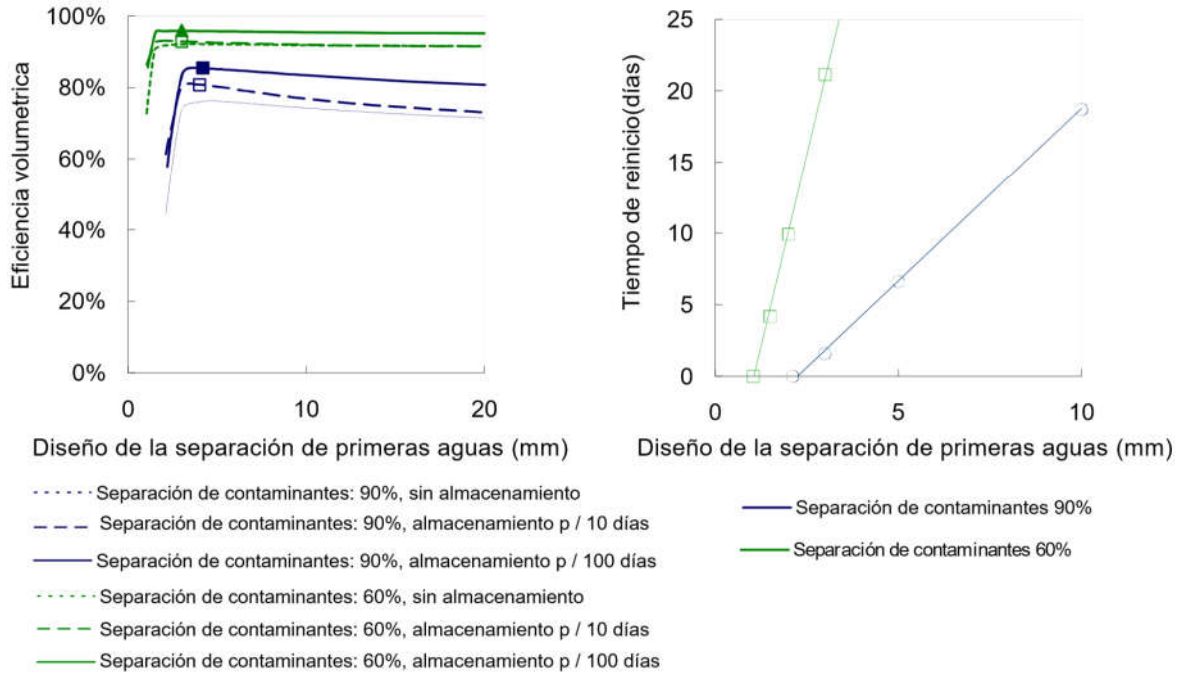 100%
80%
60%
40%
20%
0%
Eficiencia volumetrica
0
10
20
Diseño de la separación de primeras aguas (mm)
Separación de contaminantes: 90%, sin almacenamiento
Separación de contaminantes: 90%, almacenamiento p / 10 días
Separación de contaminantes: 90%, almacenamiento p / 100 días
Separación de contaminantes: 60%, sin almacenamiento
Separación de contaminantes: 60%, almacenamiento p / 10 días
Separación de contaminantes: 60%, almacenamiento p / 100 días
25
20
15
10
5
0
Tiempo de reinicio(días)
0
5
10
Diseño de la separación de primeras aguas (mm)
Separación de contaminantes 90%
Separación de contaminantes 60%